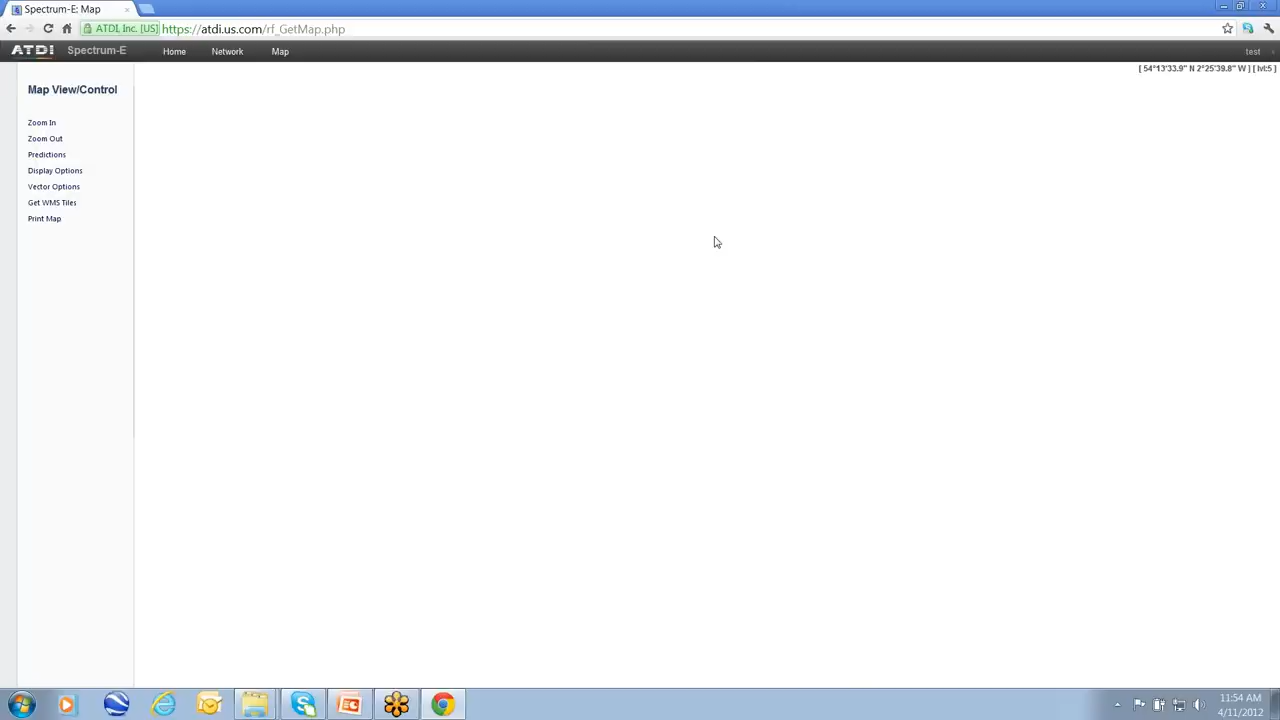 Spectrum-E: Map
ATDI, Inc. [US] https://atdi.us.com/rf_GetMap.php
ATDI Spectrum-E Home Network Map test
[ 54°13'33.9" N 2°25'39.8" W ] [ lvl:5 ]
Map View/Control
Zoom In
Zoom Out
Predictions
Display Options
Vector Options
Get WMS Tiles
Print Map
11:54 AM
4/11/2012